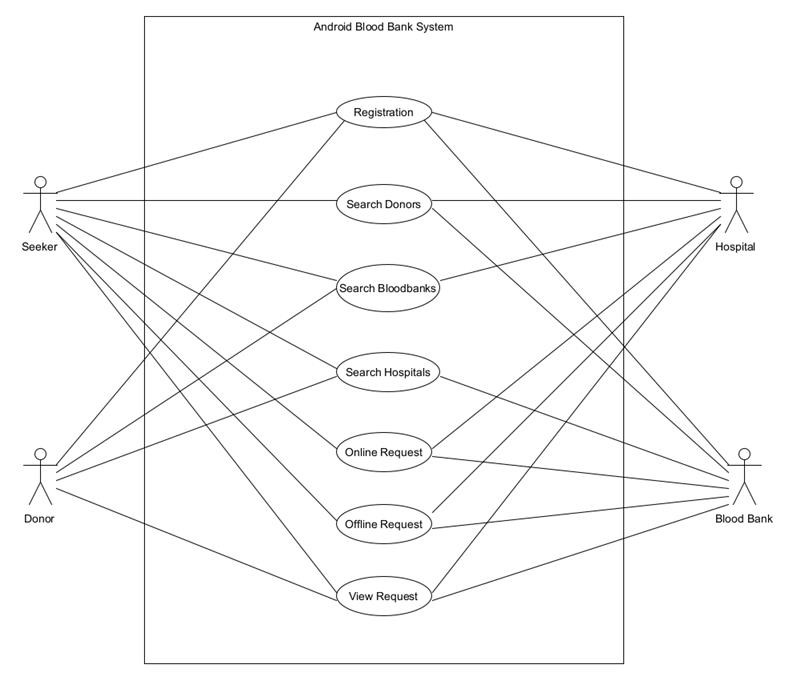 Android Blood Bank System
Registration
Search Donors
Seeker
Hospital
Search Bloodbanks
Search Hospitals
Online Request
Donor
Offline Request
Blood Bank
View Request